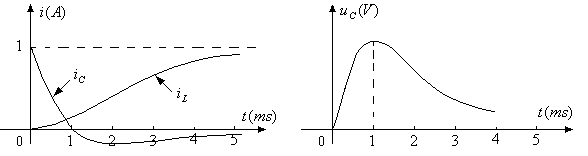 i(A)
1
i_C
i_L
t(ms)
0 1 2 3 4 5
u_C(V)
t(ms)
0 1 2 3 4 5